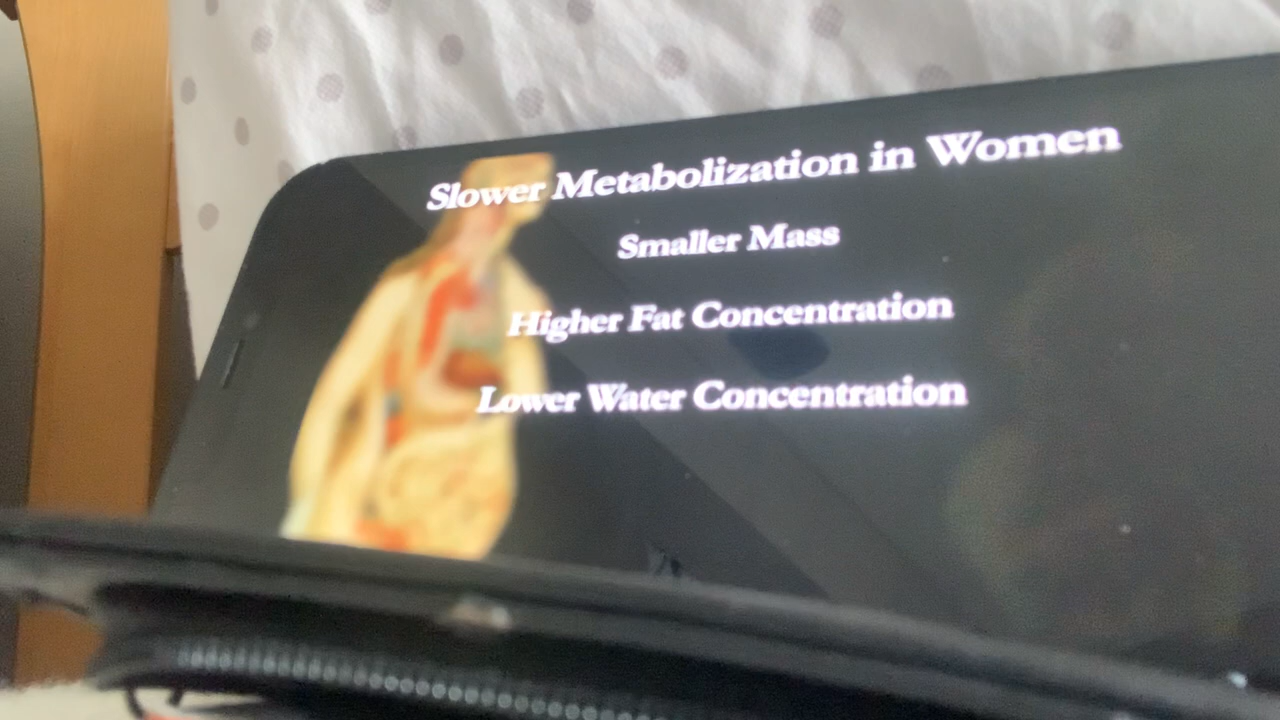 Slower Metabolization in Women
Smaller Mass
Higher Fat Concentration
Lower Water Concentration